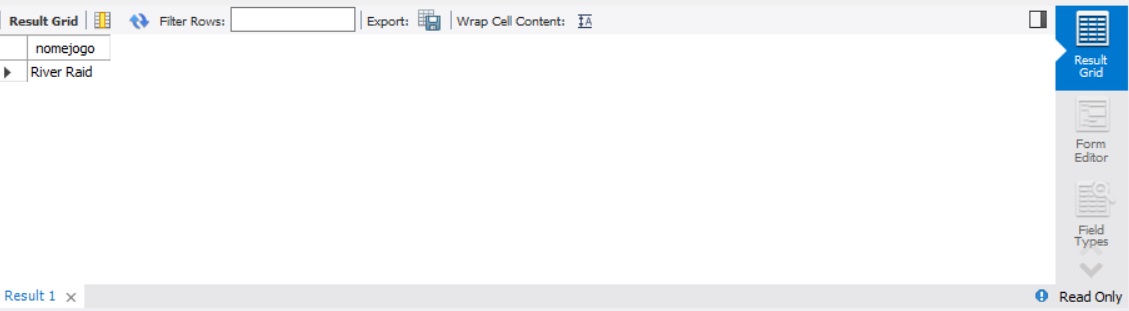 Result Grid Filter Rows: Export: Wrap Cell Content: IA
nomejogo
River Raid
Result
Grid
Form
Editor
Field
Types
Result 1 × Read Only